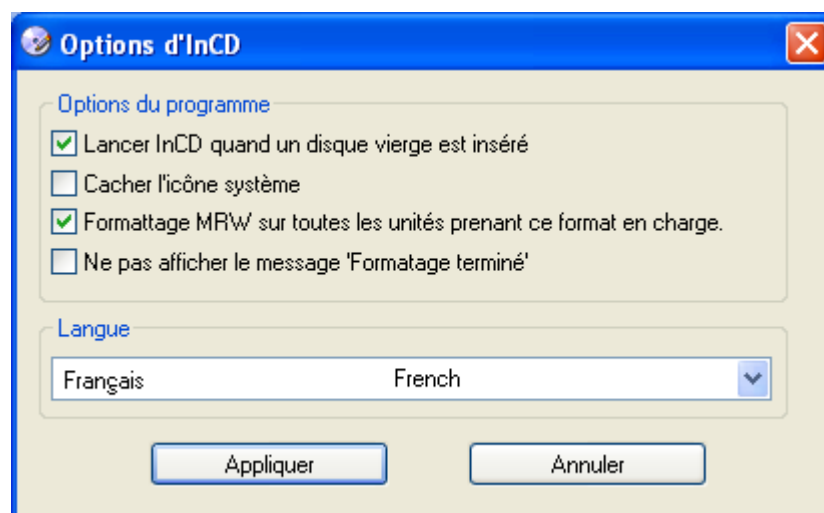 Options d'InCD
Options du programme
Lancer InCD quand un disque vierge est inséré
Cacher l'icône système
Formattage MRW sur toutes les unités prenant ce format en charge.
Ne pas afficher le message 'Formatage terminé'
Langue
Français French
Appliquer Annuler